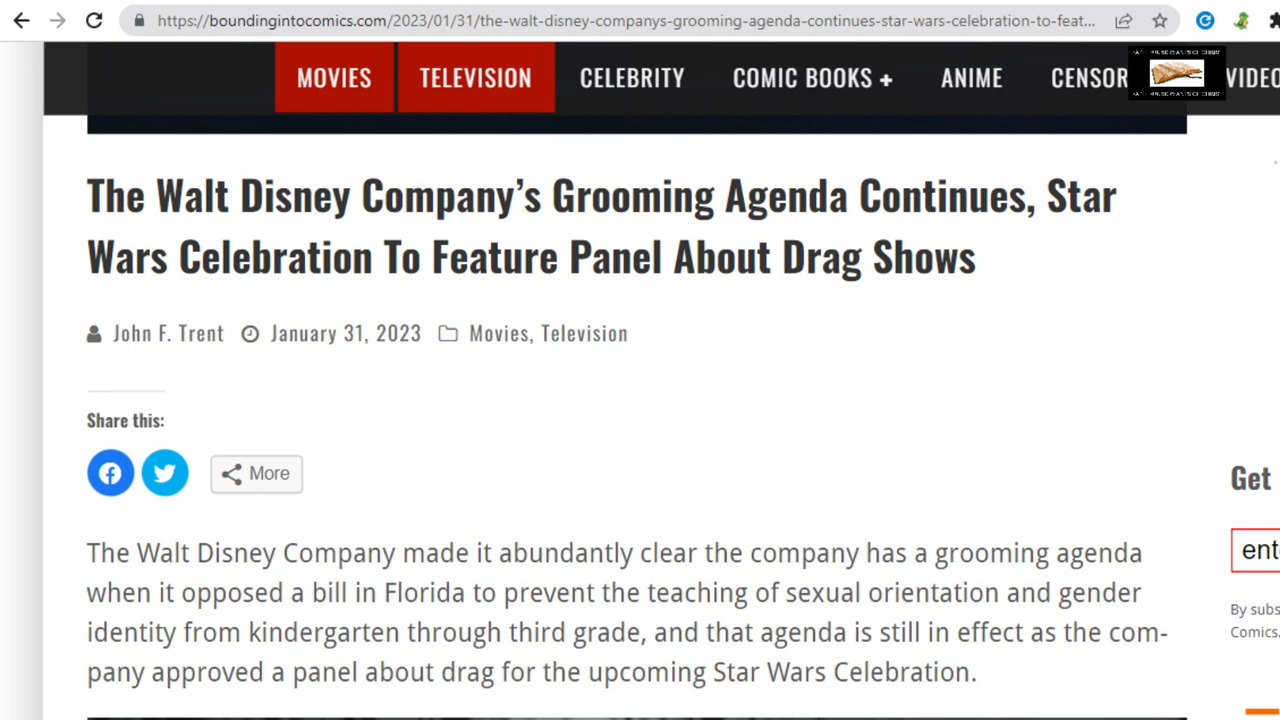 https://boundingintocomics.com/2023/01/31/the-walt-disney-companys-grooming-agenda-continues-star-wars-celebration-to-feat...
MOVIES TELEVISION CELEBRITY COMIC BOOKS + ANIME CENSOR VIDEO
The Walt Disney Company's Grooming Agenda Continues, Star
Wars Celebration To Feature Panel About Drag Shows
John F. Trent January 31, 2023 Movies, Television
Share this:
More
The Walt Disney Company made it abundantly clear the company has a grooming agenda
when it opposed a bill in Florida to prevent the teaching of sexual orientation and gender
identity from kindergarten through third grade, and that agenda is still in effect as the com-
pany approved a panel about drag for the upcoming Star Wars Celebration.
Get
ent
By subs
Comics.